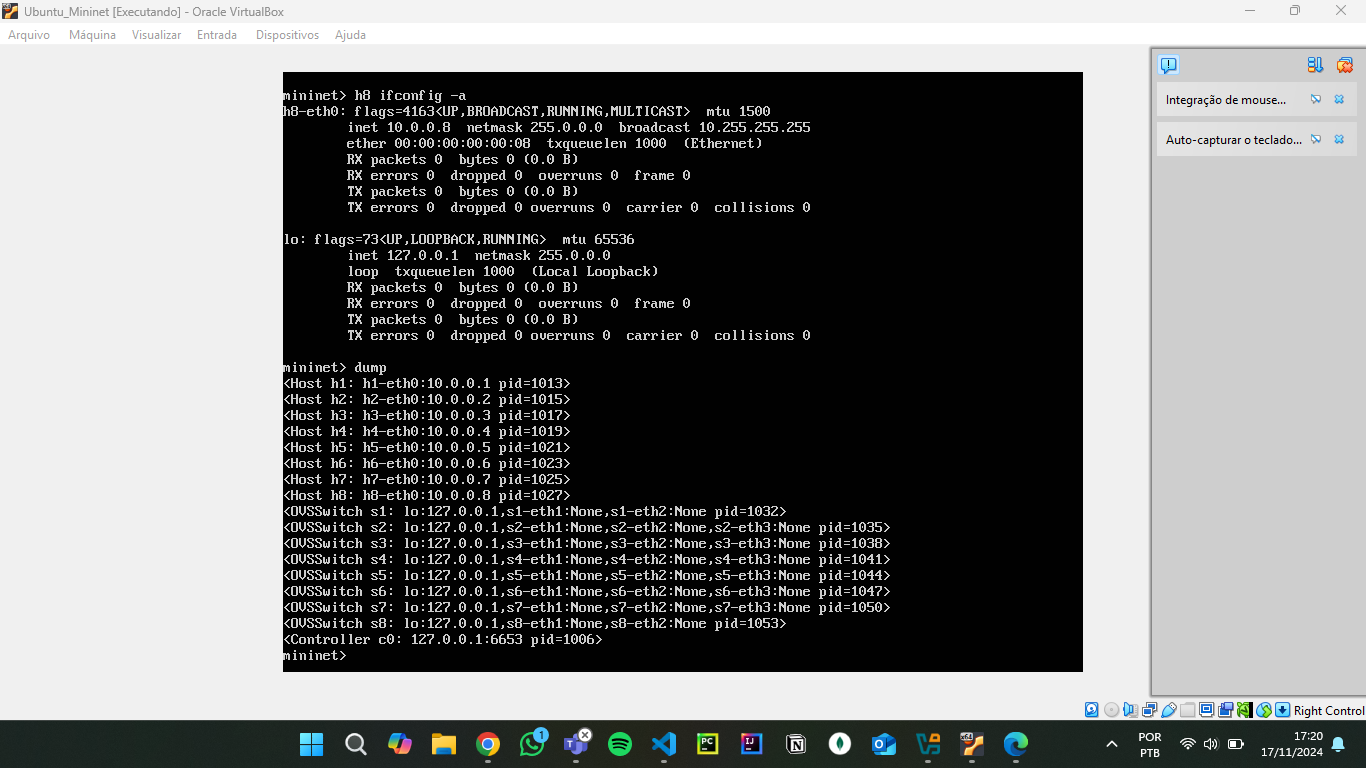 Ubuntu_Mininet [Executando] - Oracle VirtualBox
Arquivo Máquina Visualizar Entrada Dispositivos Ajuda
mininet> h8 ifconfig -a
h8-eth0: flags=4163<UP,BROADCAST,RUNNING,MULTICAST>  mtu 1500
        inet 10.0.0.8  netmask 255.0.0.0  broadcast 10.255.255.255
        ether 00:00:00:00:00:08  txqueuelen 1000  (Ethernet)
        RX packets 0  bytes 0 (0.0 B)
        RX errors 0  dropped 0  overruns 0  frame 0
        TX packets 0  bytes 0 (0.0 B)
        TX errors 0  dropped 0 overruns 0  carrier 0  collisions 0
lo: flags=73<UP,LOOPBACK,RUNNING>  mtu 65536
        inet 127.0.0.1  netmask 255.0.0.0
        loop  txqueuelen 1000  (Local Loopback)
        RX packets 0  bytes 0 (0.0 B)
        RX errors 0  dropped 0  overruns 0  frame 0
        TX packets 0  bytes 0 (0.0 B)
        TX errors 0  dropped 0 overruns 0  carrier 0  collisions 0
mininet> dump
<Host h1: h1-eth0:10.0.0.1 pid=1013>
<Host h2: h2-eth0:10.0.0.2 pid=1015>
<Host h3: h3-eth0:10.0.0.3 pid=1017>
<Host h4: h4-eth0:10.0.0.4 pid=1019>
<Host h5: h5-eth0:10.0.0.5 pid=1021>
<Host h6: h6-eth0:10.0.0.6 pid=1023>
<Host h7: h7-eth0:10.0.0.7 pid=1025>
<Host h8: h8-eth0:10.0.0.8 pid=1027>
<OVSSwitch s1: lo:127.0.0.1,s1-eth1:None,s1-eth2:None pid=1032>
<OVSSwitch s2: lo:127.0.0.1,s2-eth1:None,s2-eth2:None,s2-eth3:None pid=1035>
<OVSSwitch s3: lo:127.0.0.1,s3-eth1:None,s3-eth2:None,s3-eth3:None pid=1038>
<OVSSwitch s4: lo:127.0.0.1,s4-eth1:None,s4-eth2:None,s4-eth3:None pid=1041>
<OVSSwitch s5: lo:127.0.0.1,s5-eth1:None,s5-eth2:None,s5-eth3:None pid=1044>
<OVSSwitch s6: lo:127.0.0.1,s6-eth1:None,s6-eth2:None,s6-eth3:None pid=1047>
<OVSSwitch s7: lo:127.0.0.1,s7-eth1:None,s7-eth2:None,s7-eth3:None pid=1050>
<OVSSwitch s8: lo:127.0.0.1,s8-eth1:None,s8-eth2:None pid=1053>
<Controller c0: 127.0.0.1:6653 pid=1006>
mininet>
Integração de mouse...
Auto-capturar o teclado...
Right Control
1
PC
IJ
POR
PTB
17:20
17/11/2024